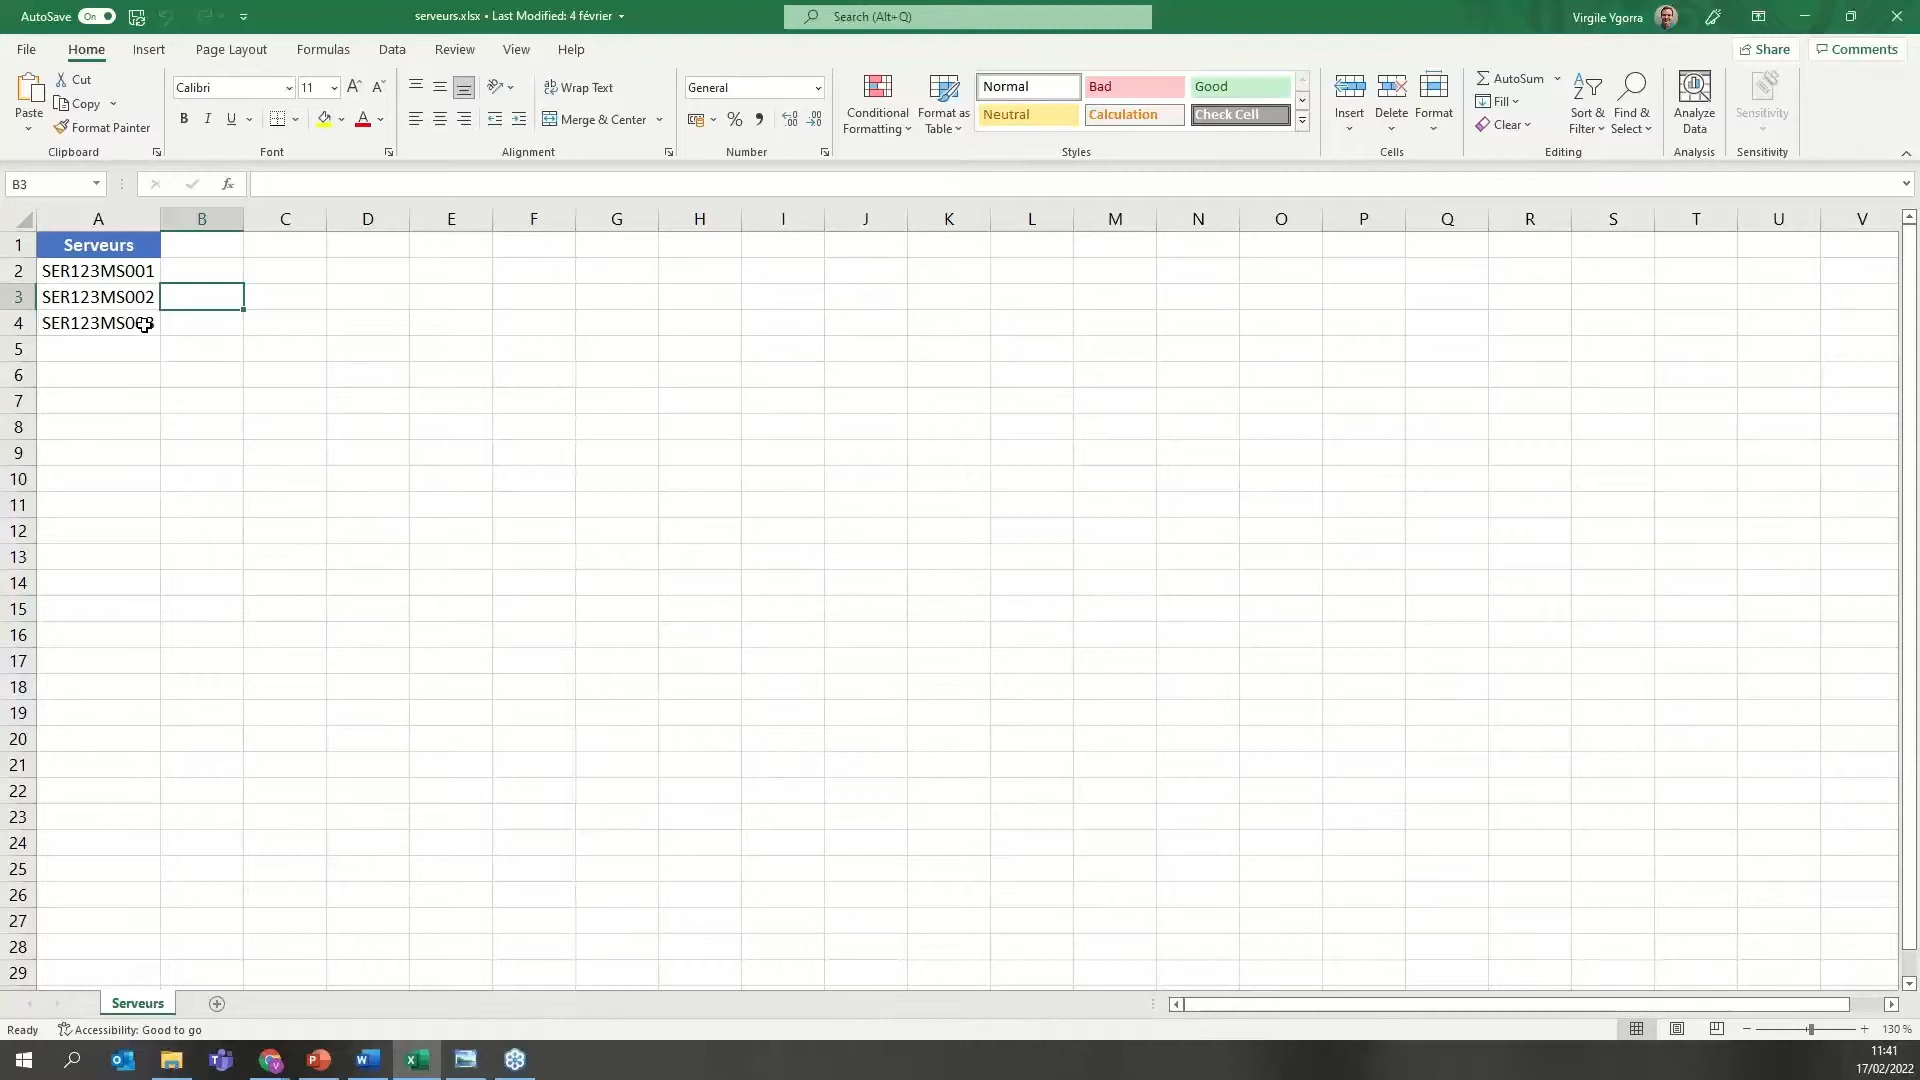 AutoSave On serveurs.xlsx • Last Modified: 4 février Search (Alt+Q) Virgile Ygorra
File Home Insert Page Layout Formulas Data Review View Help Share Comments
Paste
Cut
Copy
Format Painter
Clipboard
Calibri 11
B I U
Font
Wrap Text
Merge & Center
Alignment
General
%
Number
Conditional Formatting
Format as Table
Normal Bad Good
Neutral Calculation Check Cell
Styles
Insert Delete Format
Cells
AutoSum
Fill
Clear
Sort & Filter
Find & Select
Editing
Analyze Data
Analysis
Sensitivity
Sensitivity
B3 fx
A B C D E F G H I J K L M N O P Q R S T U V
1 Serveurs
2 SER123MS001
3 SER123MS002
4 SER123MS003
5
6
7
8
9
10
11
12
13
14
15
16
17
18
19
20
21
22
23
24
25
26
27
28
29
Serveurs
Ready Accessibility: Good to go 130 %
11:41
17/02/2022